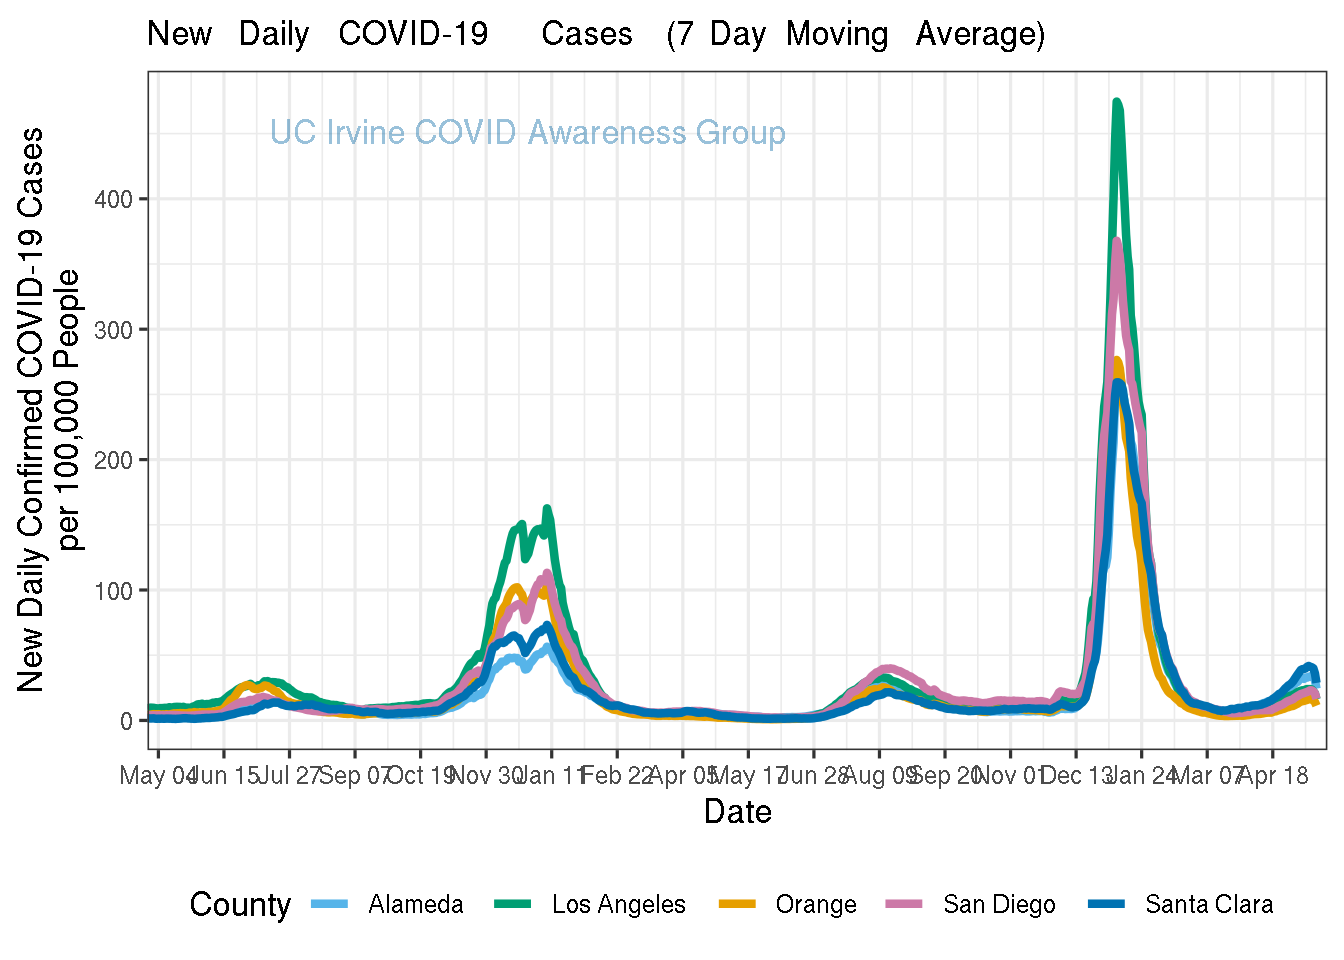 New Daily COVID-19 Cases (7 Day Moving Average)
UC Irvine COVID Awareness Group
New Daily Confirmed COVID-19 Cases
per 100,000 People
400
300
200
100
0
May 04 Jun 15 Jul 27 Sep 07 Oct 19 Nov 30 Jan 11 Feb 22 Apr 05 May 17 Jun 28 Aug 09 Sep 20 Nov 01 Dec 13 Jan 24 Mar 07 Apr 18
Date
County Alameda Los Angeles Orange San Diego Santa Clara